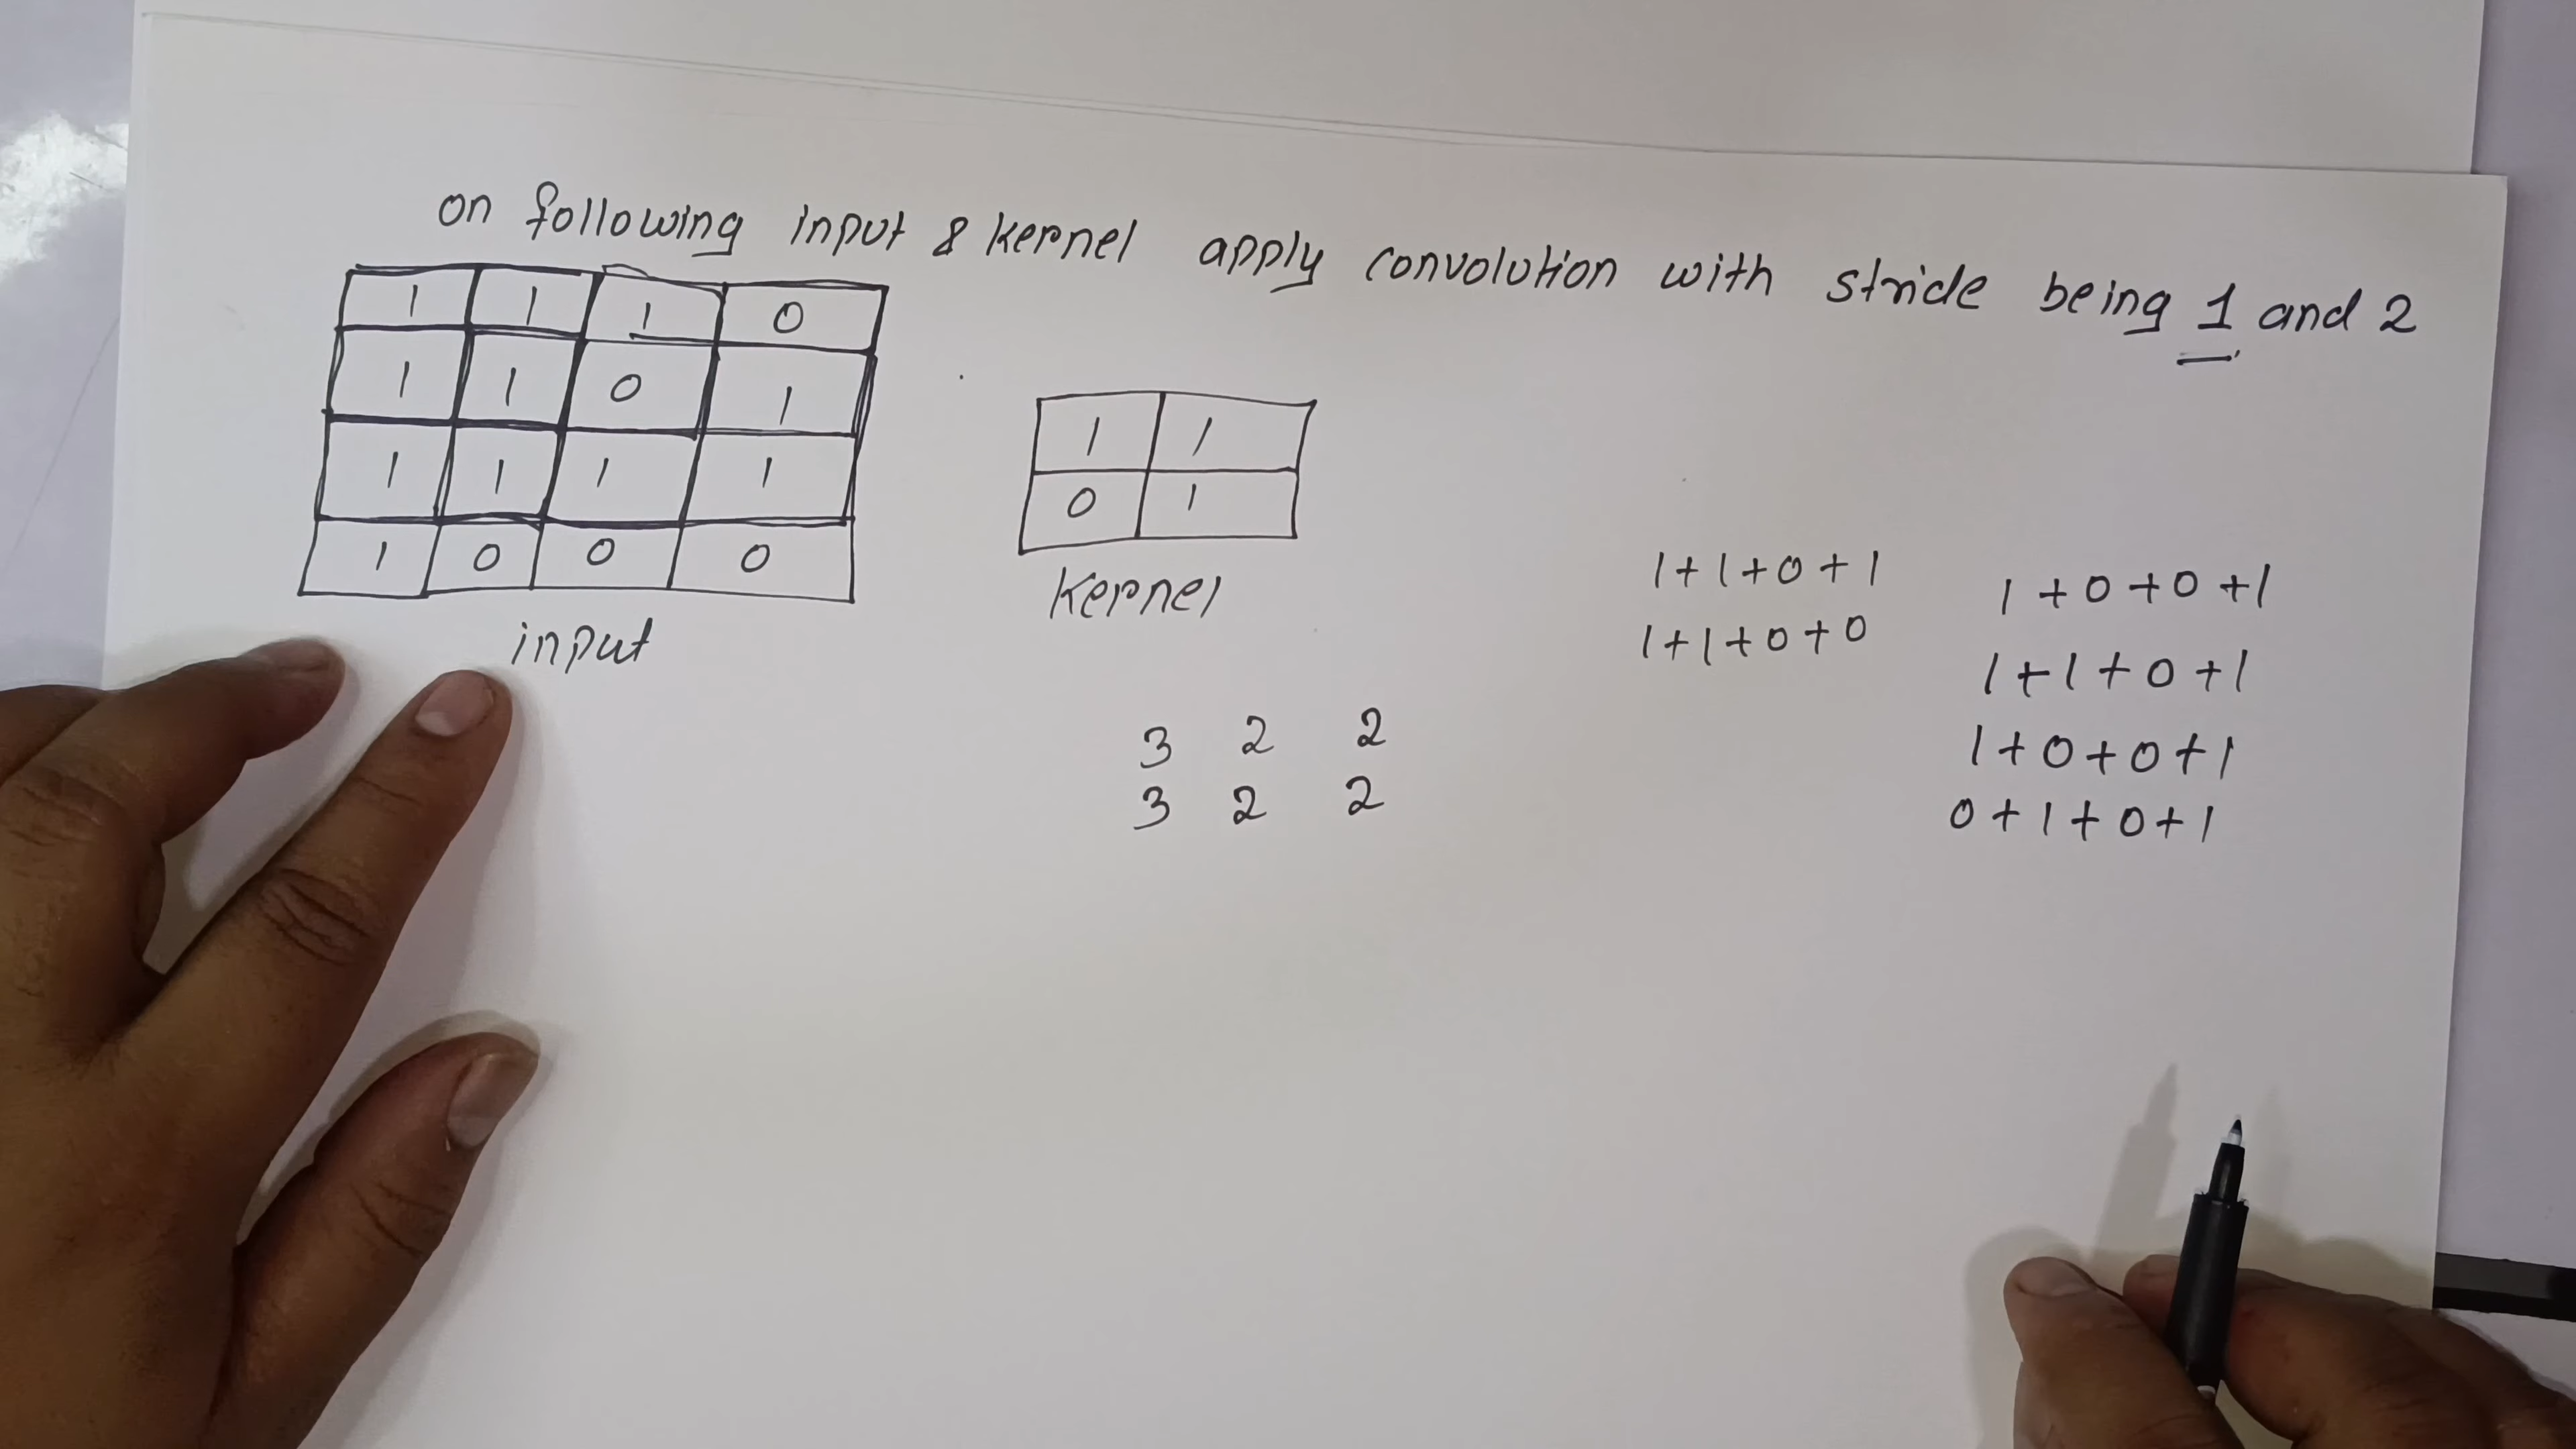 on following input & kernel apply convolution with stride being 1 and 2
1 1 1 0
1 1 0 1
1 1 1 1
1 0 0 0
input
1 1
0 1
Kernel
1+1+0+1
1+1+0+0
1+0+0+1
1+1+0+1
1+0+0+1
0+1+0+1
3 2 2
3 2 2